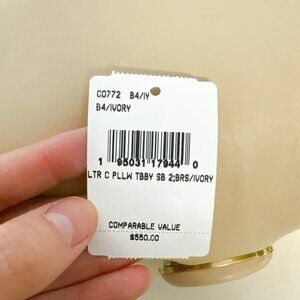 C0772 B4/IY
B4/IVORY
1 95031 17944 0
LTR C PLLW TBBY SB 2;BRS/IVORY
COMPARABLE VALUE
$550.00